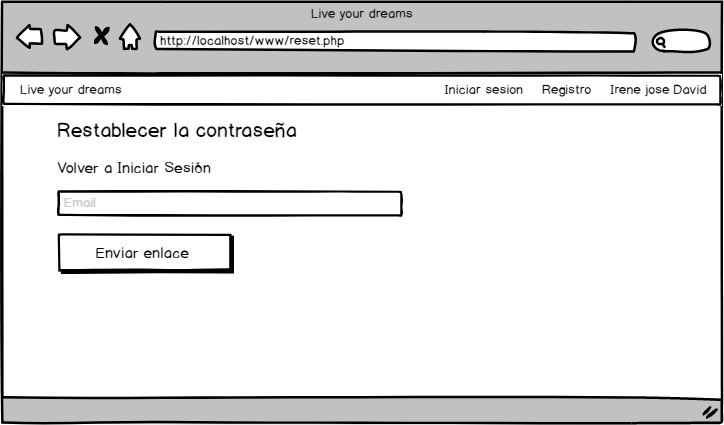 Live your dreams
http://localhost/www/reset.php
Live your dreams Iniciar sesion Registro Irene jose David
Restablecer la contraseña
Volver a Iniciar Sesión
Email
Enviar enlace